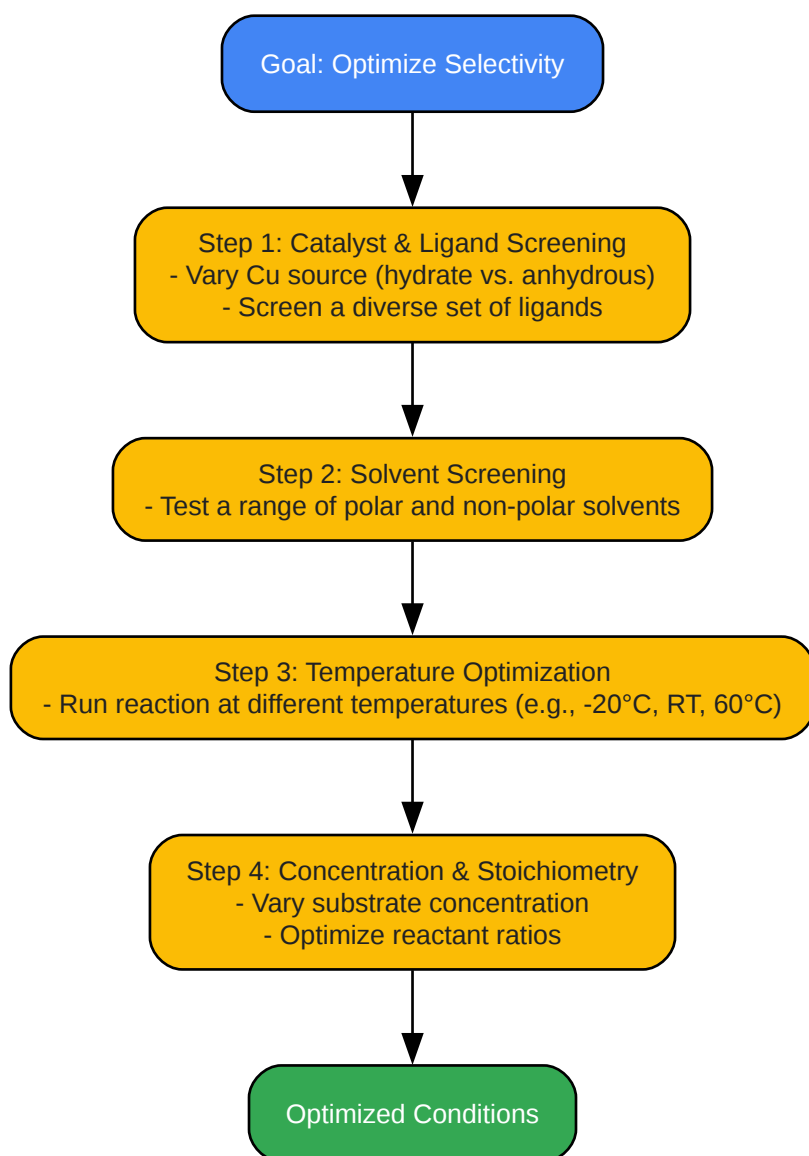 Goal: Optimize Selectivity
Step 1: Catalyst & Ligand Screening
- Vary Cu source (hydrate vs. anhydrous)
- Screen a diverse set of ligands
Step 2: Solvent Screening
- Test a range of polar and non-polar solvents
Step 3: Temperature Optimization
- Run reaction at different temperatures (e.g., -20°C, RT, 60°C)
Step 4: Concentration & Stoichiometry
- Vary substrate concentration
- Optimize reactant ratios
Optimized Conditions